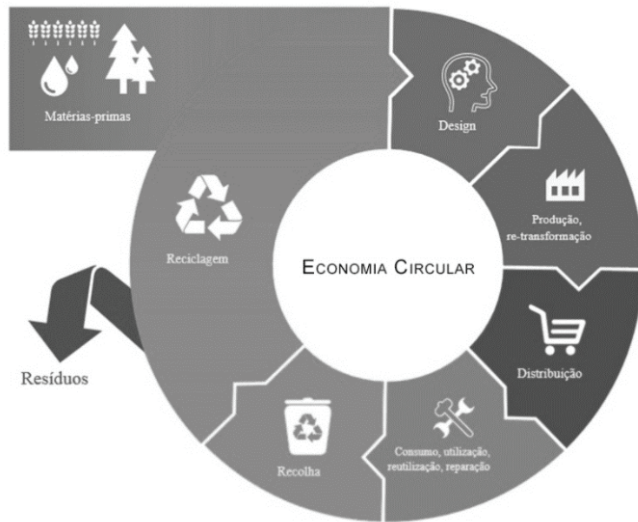 Matérias-primas
Design
Produção,
re-transformação
Reciclagem
ECONOMIA CIRCULAR
Distribuição
Resíduos
Consumo, utilização,
reutilização, reparação
Recolha